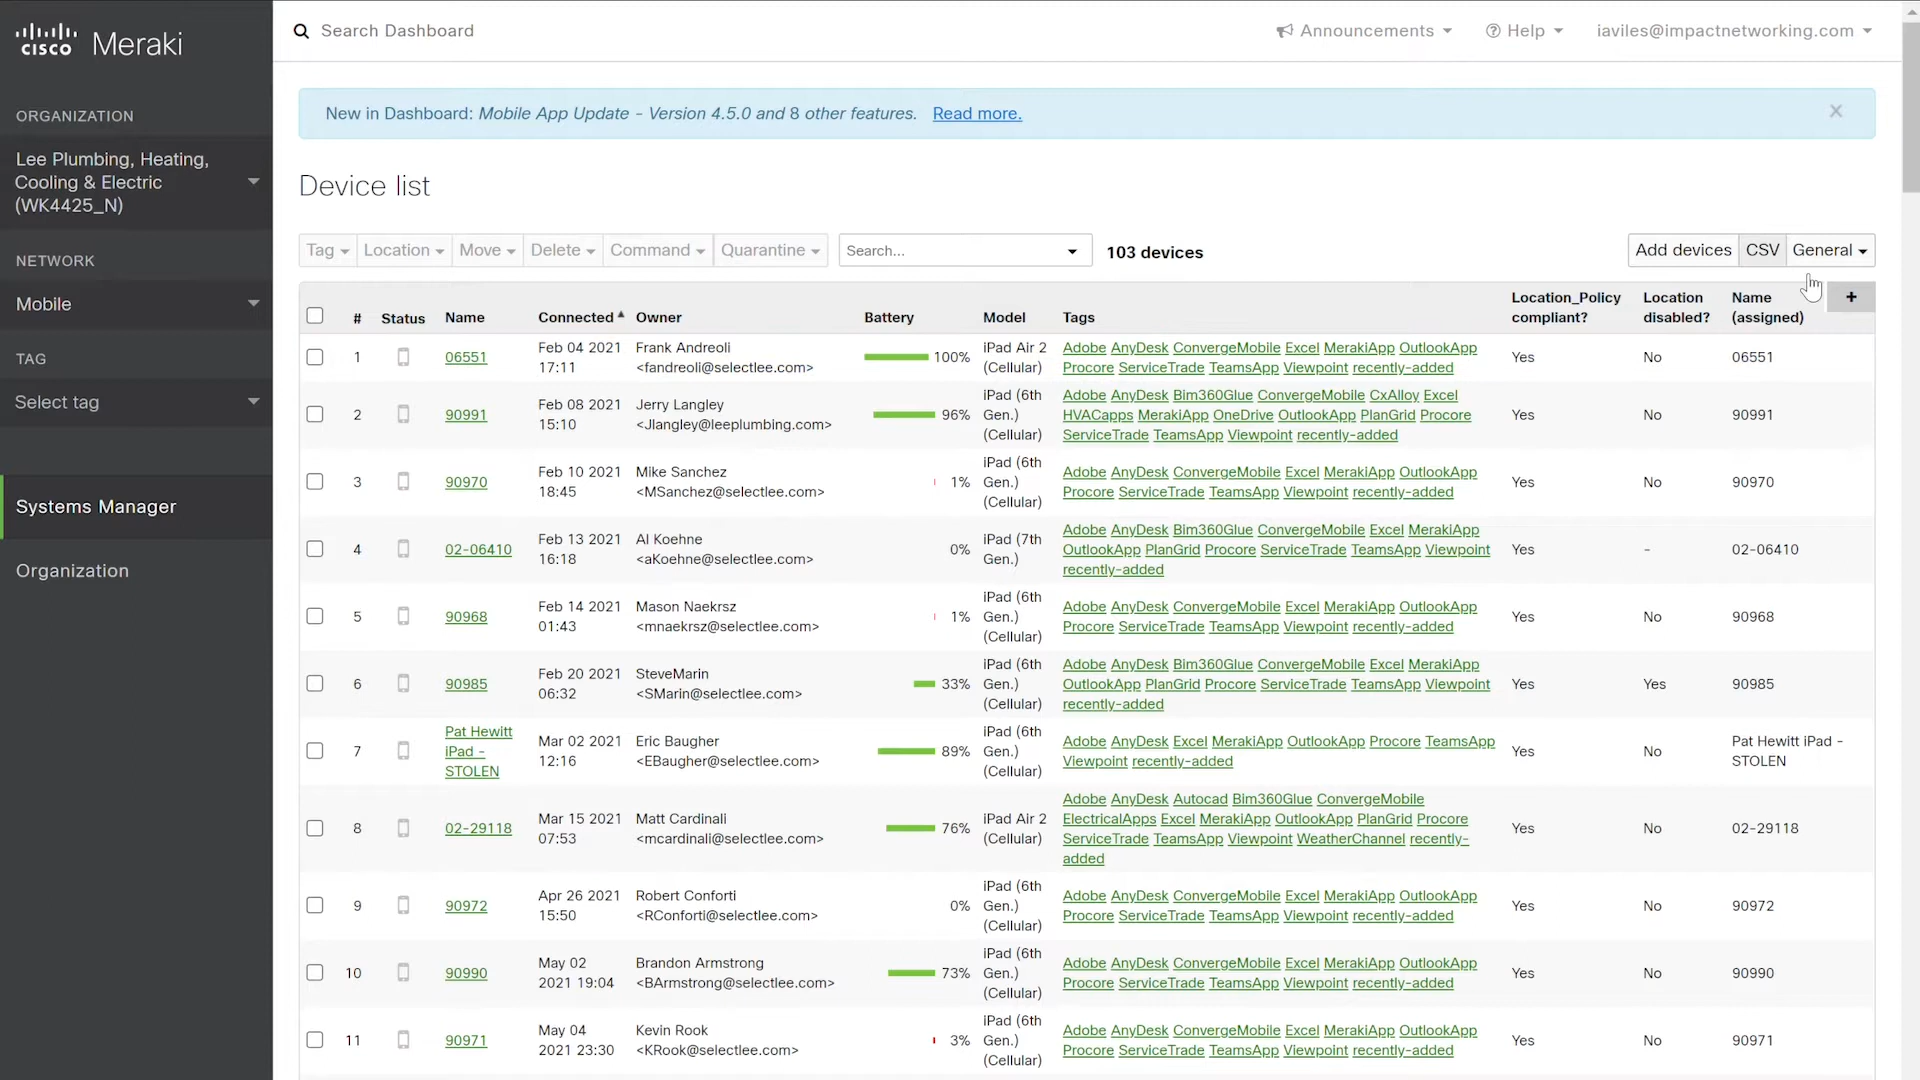 cisco Meraki
Search Dashboard
Announcements
Help
iaviles@impactnetworking.com
ORGANIZATION
Lee Plumbing, Heating,
Cooling & Electric
(WK4425_N)
NETWORK
Mobile
TAG
Select tag
Systems Manager
Organization
New in Dashboard: Mobile App Update - Version 4.5.0 and 8 other features. Read more.
Device list
Tag Location Move Delete Command Quarantine Search... 103 devices Add devices CSV General
# Status Name Connected Owner Battery Model Tags Location_Policy compliant? Location disabled? Name (assigned) +
1 06551 Feb 04 2021 17:11 Frank Andreoli <fandreoli@selectlee.com> 100% iPad Air 2 (Cellular)
Adobe AnyDesk ConvergeMobile Excel MerakiApp OutlookApp
Procore ServiceTrade TeamsApp Viewpoint recently-added
Yes No 06551
2 90991 Feb 08 2021 15:10 Jerry Langley <Jlangley@leeplumbing.com> 96% iPad (6th Gen.) (Cellular)
Adobe AnyDesk Bim360Glue ConvergeMobile CxAlloy Excel
HVACapps MerakiApp OneDrive OutlookApp PlanGrid Procore
ServiceTrade TeamsApp Viewpoint recently-added
Yes No 90991
3 90970 Feb 10 2021 18:45 Mike Sanchez <MSanchez@selectlee.com> 1% iPad (6th Gen.) (Cellular)
Adobe AnyDesk ConvergeMobile Excel MerakiApp OutlookApp
Procore ServiceTrade TeamsApp Viewpoint recently-added
Yes No 90970
4 02-06410 Feb 13 2021 16:18 Al Koehne <aKoehne@selectlee.com> 0% iPad (7th Gen.)
Adobe AnyDesk Bim360Glue ConvergeMobile Excel MerakiApp
OutlookApp PlanGrid Procore ServiceTrade TeamsApp Viewpoint
recently-added
Yes - 02-06410
5 90968 Feb 14 2021 01:43 Mason Naekrsz <mnaekrsz@selectlee.com> 1% iPad (6th Gen.) (Cellular)
Adobe AnyDesk ConvergeMobile Excel MerakiApp OutlookApp
Procore ServiceTrade TeamsApp Viewpoint recently-added
Yes No 90968
6 90985 Feb 20 2021 06:32 SteveMarin <SMarin@selectlee.com> 33% iPad (6th Gen.) (Cellular)
Adobe AnyDesk Bim360Glue ConvergeMobile Excel MerakiApp
OutlookApp PlanGrid Procore ServiceTrade TeamsApp Viewpoint
recently-added
Yes Yes 90985
7 Pat Hewitt iPad - STOLEN Mar 02 2021 12:16 Eric Baugher <EBaugher@selectlee.com> 89% iPad (6th Gen.) (Cellular)
Adobe AnyDesk Excel MerakiApp OutlookApp Procore TeamsApp
Viewpoint recently-added
Yes No Pat Hewitt iPad - STOLEN
8 02-29118 Mar 15 2021 07:53 Matt Cardinali <mcardinali@selectlee.com> 76% iPad Air 2 (Cellular)
Adobe AnyDesk Autocad Bim360Glue ConvergeMobile
ElectricalApps Excel MerakiApp OutlookApp PlanGrid Procore
ServiceTrade TeamsApp Viewpoint WeatherChannel recently-
added
Yes No 02-29118
9 90972 Apr 26 2021 15:50 Robert Conforti <RConforti@selectlee.com> 0% iPad (6th Gen.) (Cellular)
Adobe AnyDesk ConvergeMobile Excel MerakiApp OutlookApp
Procore ServiceTrade TeamsApp Viewpoint recently-added
Yes No 90972
10 90990 May 02 2021 19:04 Brandon Armstrong <BArmstrong@selectlee.com> 73% iPad (6th Gen.) (Cellular)
Adobe AnyDesk ConvergeMobile Excel MerakiApp OutlookApp
Procore ServiceTrade TeamsApp Viewpoint recently-added
Yes No 90990
11 90971 May 04 2021 23:30 Kevin Rook <KRook@selectlee.com> 3% iPad (6th Gen.) (Cellular)
Adobe AnyDesk ConvergeMobile Excel MerakiApp OutlookApp
Procore ServiceTrade TeamsApp Viewpoint recently-added
Yes No 90971